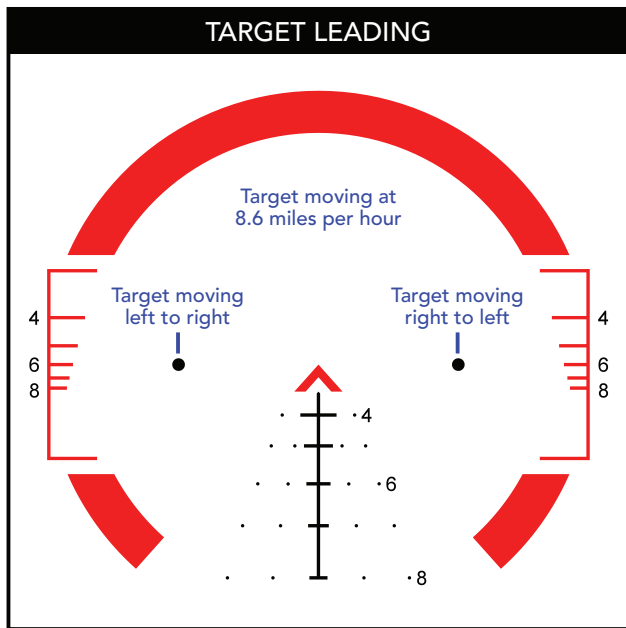 TARGET LEADING
Target moving at
8.6 miles per hour
Target moving
left to right
Target moving
right to left
4
6
8
4
6
8
4
6
8